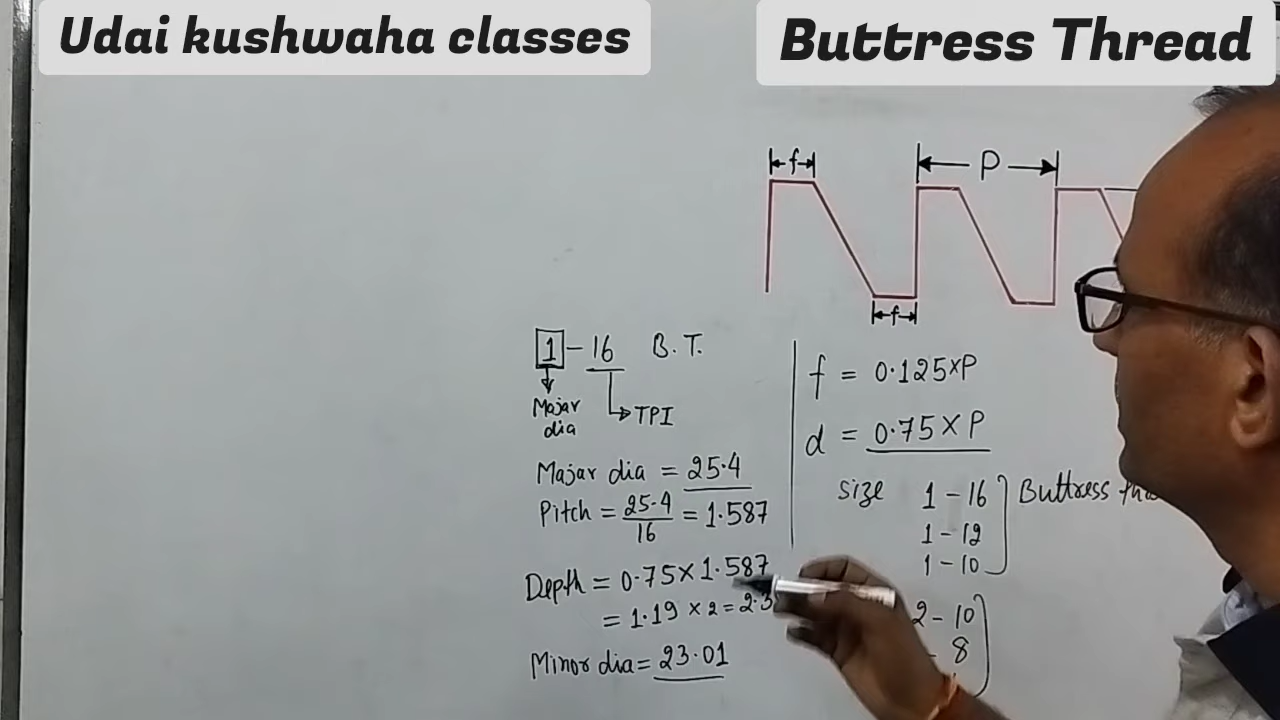 Udai kushwaha classes
Buttress Thread
f
P
f
1 - 16 B.T.
Majar dia
TPI
Majar dia = 25.4
Pitch = 25.4/16 = 1.587
Depth = 0.75 × 1.587
= 1.19 × 2 = 2.3
Minor dia = 23.01
f = 0.125×P
d = 0.75 × P
Size 1 - 16 Buttress
1 - 12
1 - 10
2 - 10
- 8